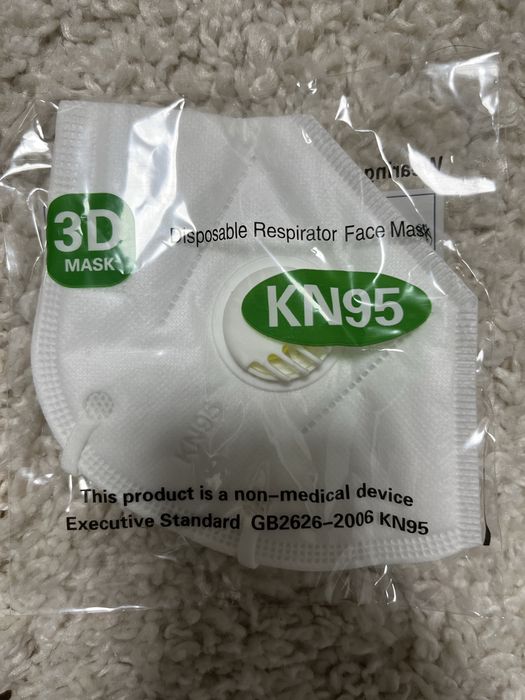 3D
MASK
Disposable Respirator Face Mask
KN95
KN95
This product is a non-medical device
Executive Standard GB2626-2006 KN95